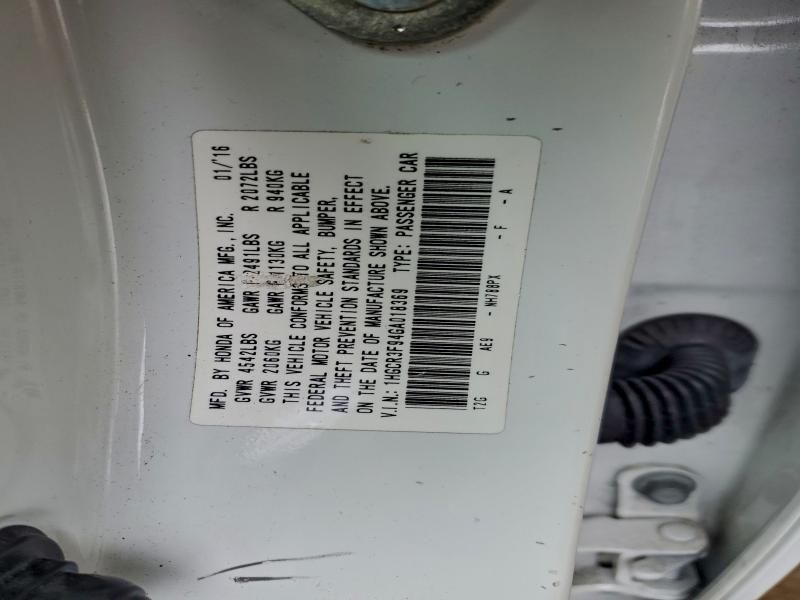 MFD. BY HONDA OF AMERICA MFG., INC. 01/'16
GVWR 4542LBS GAWR F 2491LBS R 2072LBS
GVWR 2060KG GAWR F 1130KG R 940KG
THIS VEHICLE CONFORMS TO ALL APPLICABLE
FEDERAL MOTOR VEHICLE SAFETY, BUMPER,
AND THEFT PREVENTION STANDARDS IN EFFECT
ON THE DATE OF MANUFACTURE SHOWN ABOVE.
V.I.N.: 1HGCR3F94GA018369 TYPE: PASSENGER CAR
T2G G AE9 - NH788PX - F - A